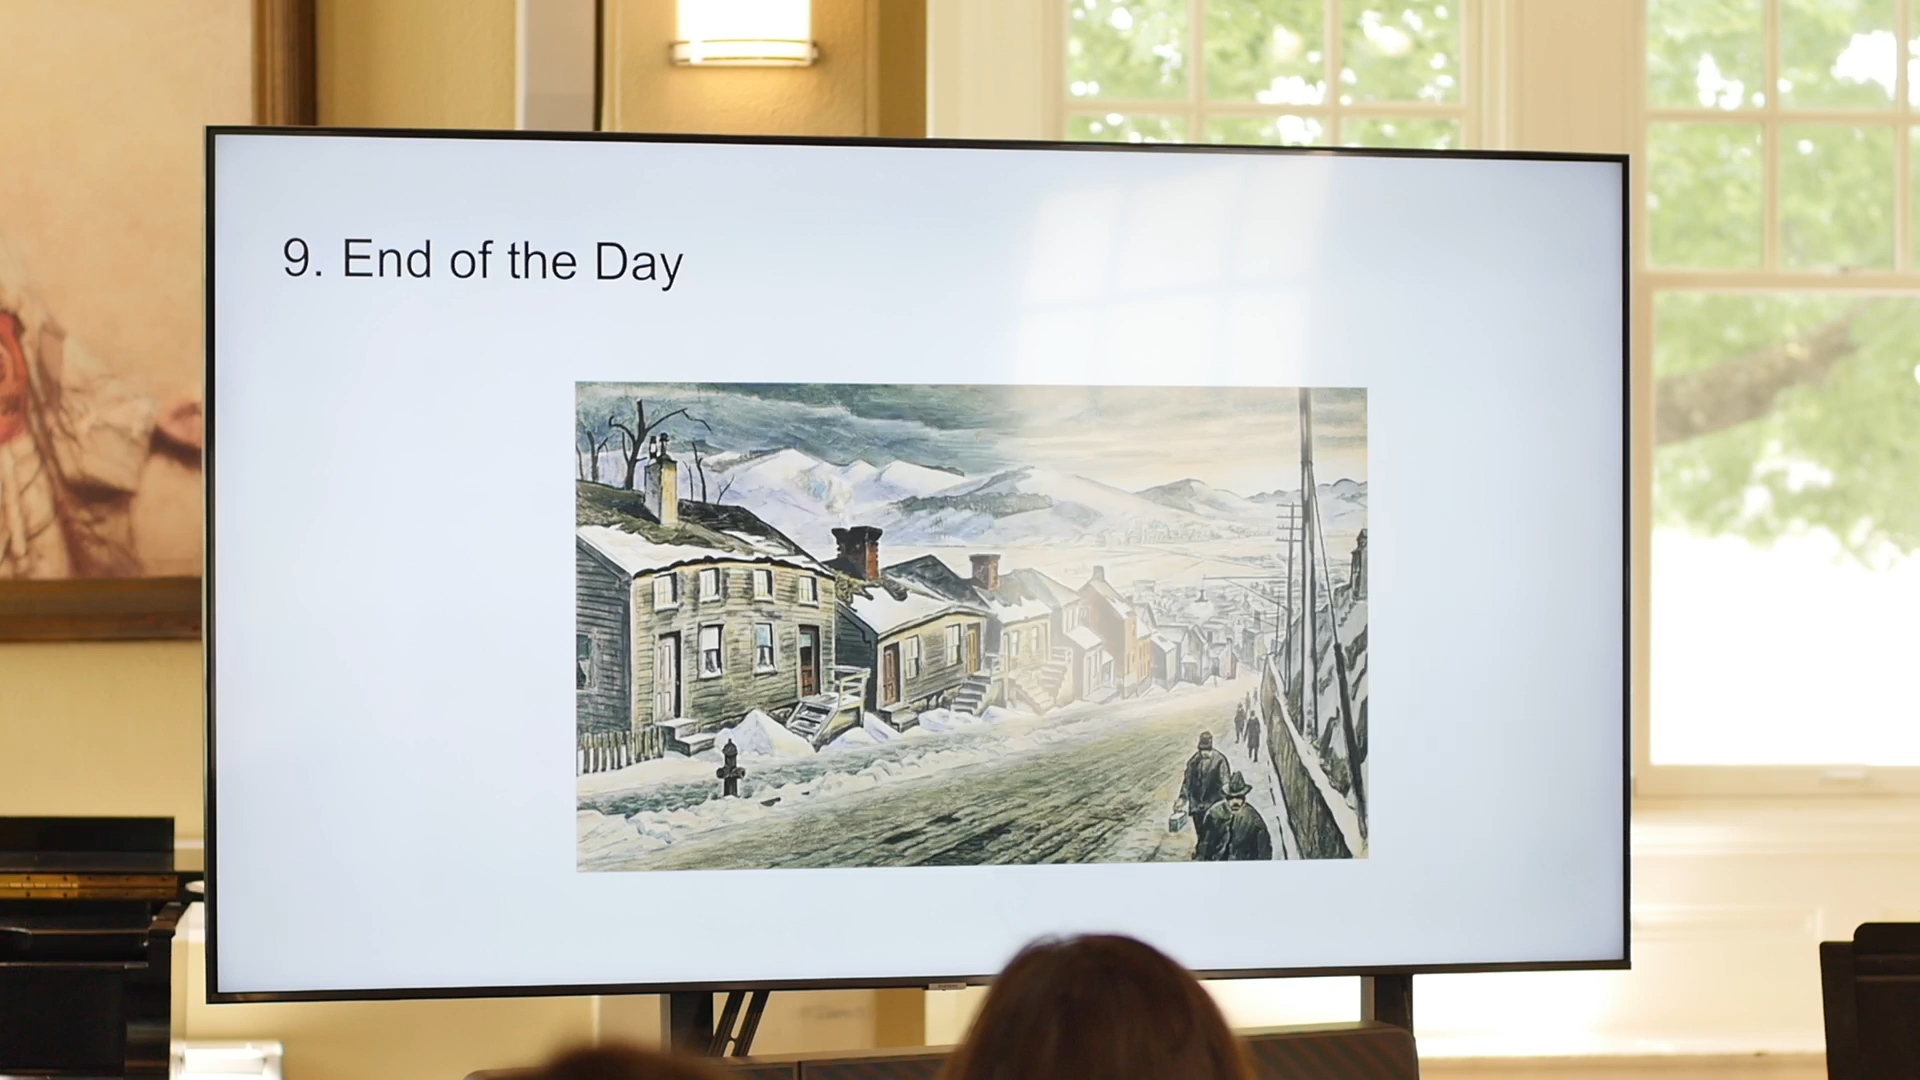 9. End of the Day